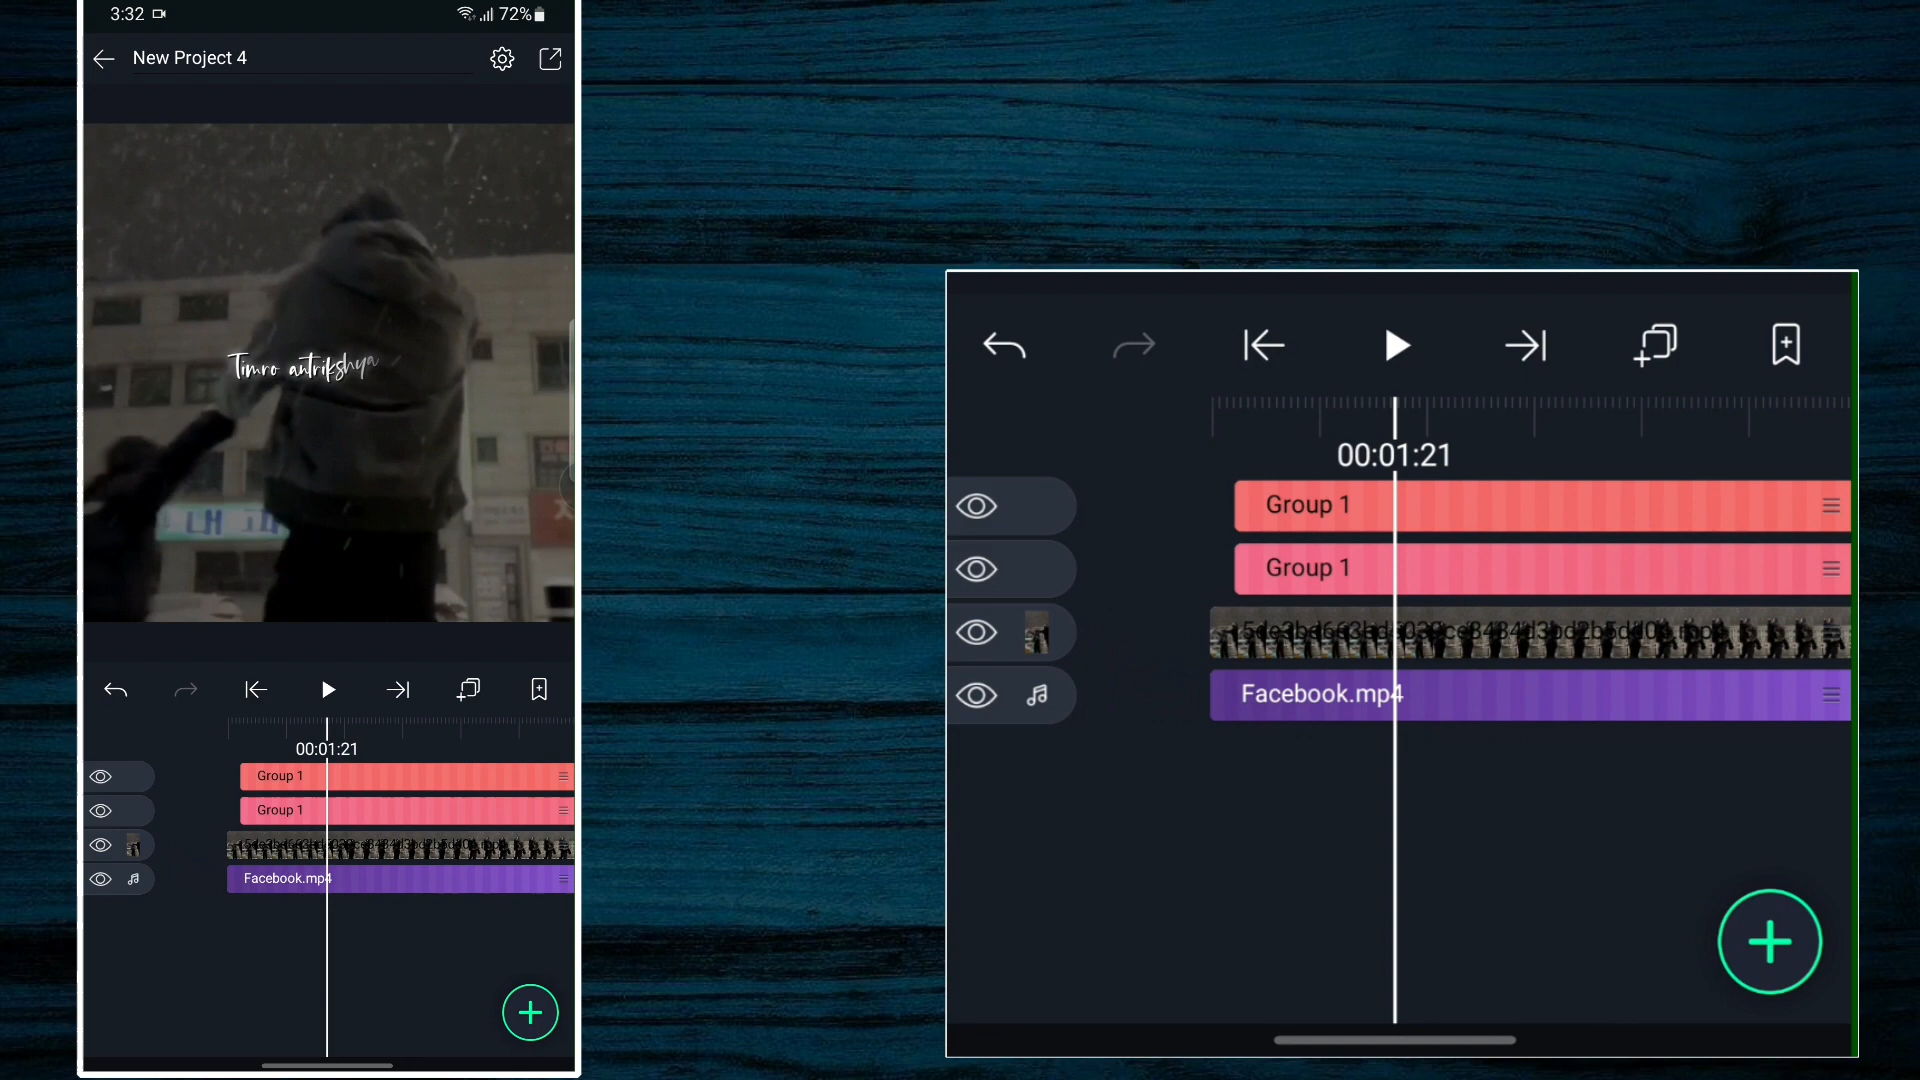 3:32
72%
New Project 4
Timro antrikshya
00:01:21
Group 1
Group 1
Facebook.mp4
00:01:21
Group 1
Group 1
Facebook.mp4